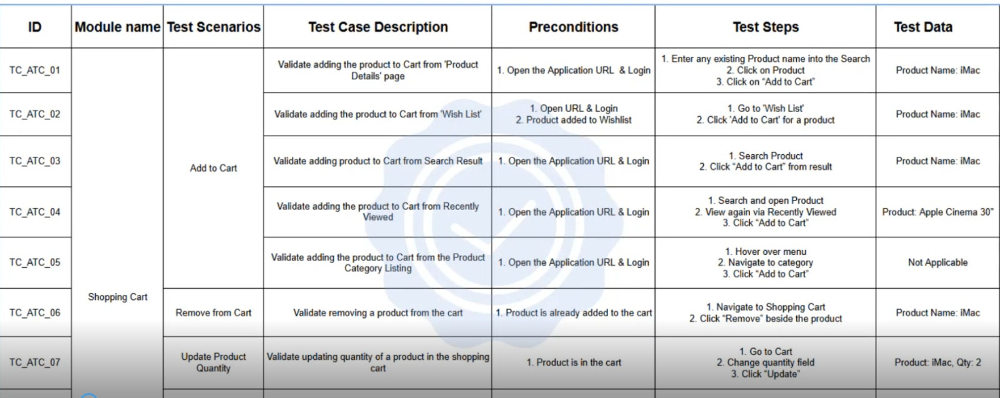 ID Module name Test Scenarios Test Case Description Preconditions Test Steps Test Data
TC_ATC_01
Validate adding the product to Cart from 'Product
Details' page
1. Open the Application URL & Login
1. Enter any existing Product name into the Search
2. Click on Product
3. Click on “Add to Cart”
Product Name: iMac
TC_ATC_02
Validate adding the product to Cart from 'Wish List'
1. Open URL & Login
2. Product added to Wishlist
1. Go to 'Wish List'
2. Click 'Add to Cart' for a product
Product Name: iMac
TC_ATC_03
Add to Cart
Validate adding product to Cart from Search Result
1. Open the Application URL & Login
1. Search Product
2. Click “Add to Cart” from result
Product Name: iMac
TC_ATC_04
Validate adding the product to Cart from Recently
Viewed
1. Open the Application URL & Login
1. Search and open Product
2. View again via Recently Viewed
3. Click “Add to Cart”
Product: Apple Cinema 30"
TC_ATC_05
Validate adding the product to Cart from the Product
Category Listing
1. Open the Application URL & Login
1. Hover over menu
2. Navigate to category
3. Click “Add to Cart”
Not Applicable
Shopping Cart
TC_ATC_06
Remove from Cart
Validate removing a product from the cart
1. Product is already added to the cart
1. Navigate to Shopping Cart
2. Click “Remove” beside the product
Product Name: iMac
TC_ATC_07
Update Product
Quantity
Validate updating quantity of a product in the shopping
cart
1. Product is in the cart
1. Go to Cart
2. Change quantity field
3. Click “Update”
Product: iMac, Qty: 2